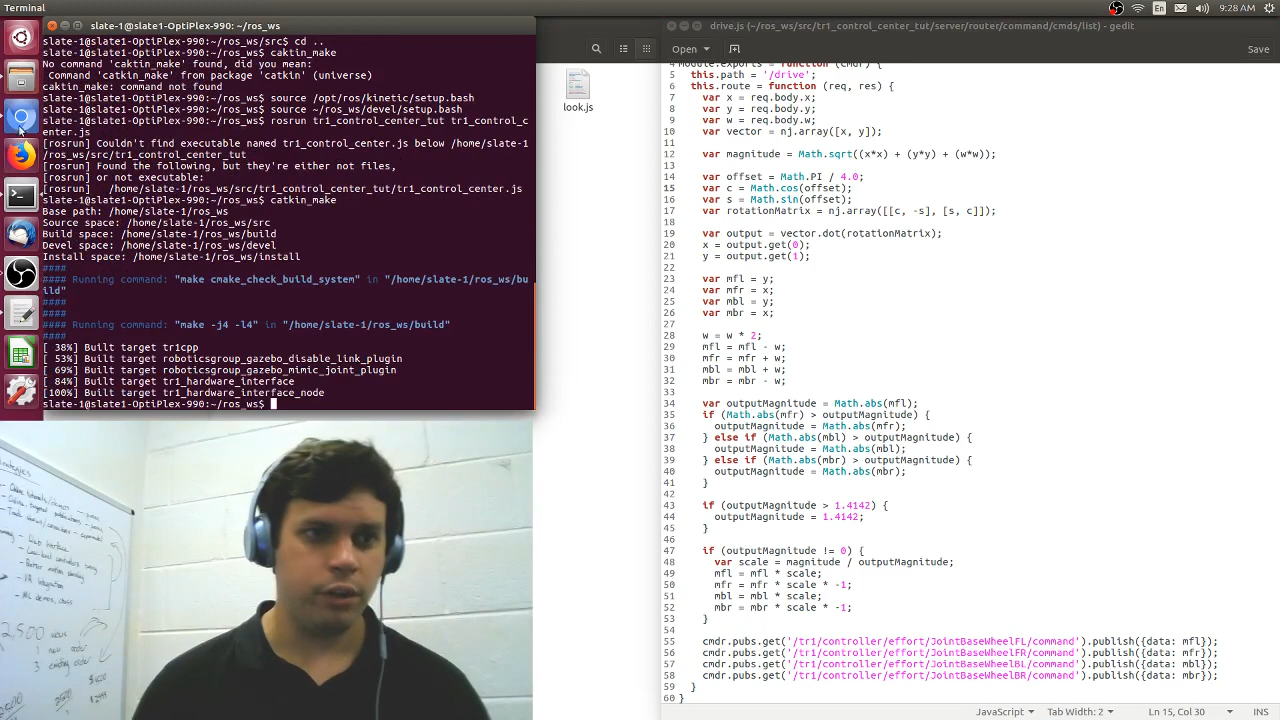 Terminal
En
9:28 AM
slate-1@slate1-OptiPlex-990: ~/ros_ws
slate-1@slate1-OptiPlex-990:~/ros_ws/src$ cd ..
slate-1@slate1-OptiPlex-990:~/ros_ws$ caktin_make
No command 'caktin_make' found, did you mean:
Command 'catkin_make' from package 'catkin' (universe)
caktin_make: command not found
slate-1@slate1-OptiPlex-990:~/ros_ws$ source /opt/ros/kinetic/setup.bash
slate-1@slate1-OptiPlex-990:~/ros_ws$ source ~/ros_ws/devel/setup.bash
slate-1@slate1-OptiPlex-990:~/ros_ws$ rosrun tr1_control_center_tut tr1_control_c
enter.js
[rosrun] Couldn't find executable named tr1_control_center.js below /home/slate-1
/ros_ws/src/tr1_control_center_tut
[rosrun] Found the following, but they're either not files,
[rosrun] or not executable:
[rosrun]   /home/slate-1/ros_ws/src/tr1_control_center_tut/tr1_control_center.js
slate-1@slate1-OptiPlex-990:~/ros_ws$ catkin_make
Base path: /home/slate-1/ros_ws
Source space: /home/slate-1/ros_ws/src
Build space: /home/slate-1/ros_ws/build
Devel space: /home/slate-1/ros_ws/devel
Install space: /home/slate-1/ros_ws/install
####
#### Running command: "make cmake_check_build_system" in "/home/slate-1/ros_ws/bu
ild"
####
####
#### Running command: "make -j4 -l4" in "/home/slate-1/ros_ws/build"
####
[ 38%] Built target tr1cpp
[ 53%] Built target roboticsgroup_gazebo_disable_link_plugin
[ 69%] Built target roboticsgroup_gazebo_mimic_joint_plugin
[ 84%] Built target tr1_hardware_interface
[100%] Built target tr1_hardware_interface_node
slate-1@slate1-OptiPlex-990:~/ros_ws$
look.js
drive.js (~/ros_ws/src/tr1_control_center_tut/server/router/command/cmds/list) - gedit
Open
Save
4 module.exports = function (cmdr) {
5   this.path = '/drive';
6   this.route = function (req, res) {
7     var x = req.body.x;
8     var y = req.body.y;
9     var w = req.body.w;
10     var vector = nj.array([x, y]);
11
12     var magnitude = Math.sqrt((x*x) + (y*y) + (w*w));
13
14     var offset = Math.PI / 4.0;
15     var c = Math.cos(offset);
16     var s = Math.sin(offset);
17     var rotationMatrix = nj.array([[c, -s], [s, c]]);
18
19     var output = vector.dot(rotationMatrix);
20     x = output.get(0);
21     y = output.get(1);
22
23     var mfl = y;
24     var mfr = x;
25     var mbl = y;
26     var mbr = x;
27
28     w = w * 2;
29     mfl = mfl - w;
30     mfr = mfr + w;
31     mbl = mbl + w;
32     mbr = mbr - w;
33
34     var outputMagnitude = Math.abs(mfl);
35     if (Math.abs(mfr) > outputMagnitude) {
36       outputMagnitude = Math.abs(mfr);
37     } else if (Math.abs(mbl) > outputMagnitude) {
38       outputMagnitude = Math.abs(mbl);
39     } else if (Math.abs(mbr) > outputMagnitude) {
40       outputMagnitude = Math.abs(mbr);
41     }
42
43     if (outputMagnitude > 1.4142) {
44       outputMagnitude = 1.4142;
45     }
46
47     if (outputMagnitude != 0) {
48       var scale = magnitude / outputMagnitude;
49       mfl = mfl * scale;
50       mfr = mfr * scale * -1;
51       mbl = mbl * scale;
52       mbr = mbr * scale * -1;
53     }
54
55     cmdr.pubs.get('/tr1/controller/effort/JointBaseWheelFL/command').publish({data: mfl});
56     cmdr.pubs.get('/tr1/controller/effort/JointBaseWheelFR/command').publish({data: mfr});
57     cmdr.pubs.get('/tr1/controller/effort/JointBaseWheelBL/command').publish({data: mbl});
58     cmdr.pubs.get('/tr1/controller/effort/JointBaseWheelBR/command').publish({data: mbr});
59   }
60 }
JavaScript
Tab Width: 2
Ln 15, Col 30
INS